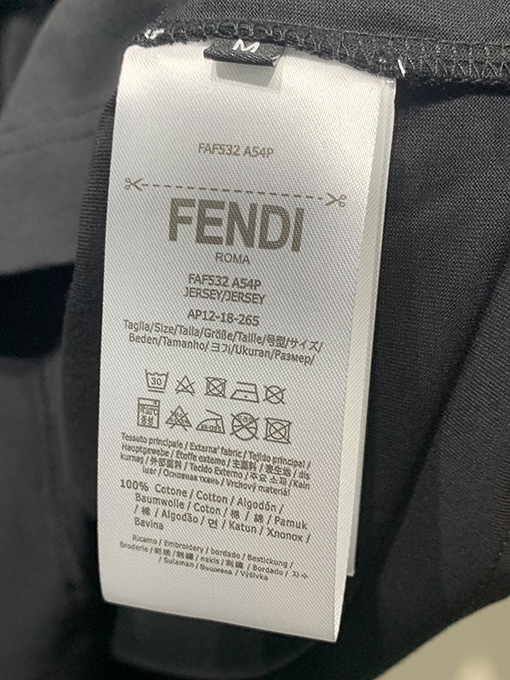 M
FAF532 A54P
FENDI
ROMA
FAF532 A54P
JERSEY/JERSEY
AP12-18-265
Taglia/Size/Talla/Größe/Taille/号型/サイズ/
Beden/Tamanho/크기/Ukuran/Размер/
30
Tessuto principale / External fabric / Tejido principal /
Hauptgewebe / Étoffe externe / 主面料 / 表生地 / dış
kumaş / 外部面料 / Tecido Externo / 주요 소재 / Kain
luar / Основная ткань / Vrchový materiál
100% Cotone / Cotton / Algodón /
Baumwolle / Coton / 棉 / 綿 / Pamuk
/ 棉 / Algodão / 면 / Katun / Хлопок /
Bavlna
Ricamo / Embroidery / bordado / Bestickung /
Broderie / 刺绣 / 刺繍 / nakis / 刺繡 / Bordado / 자수
/ Sulaman / Вышивка / Výšivka